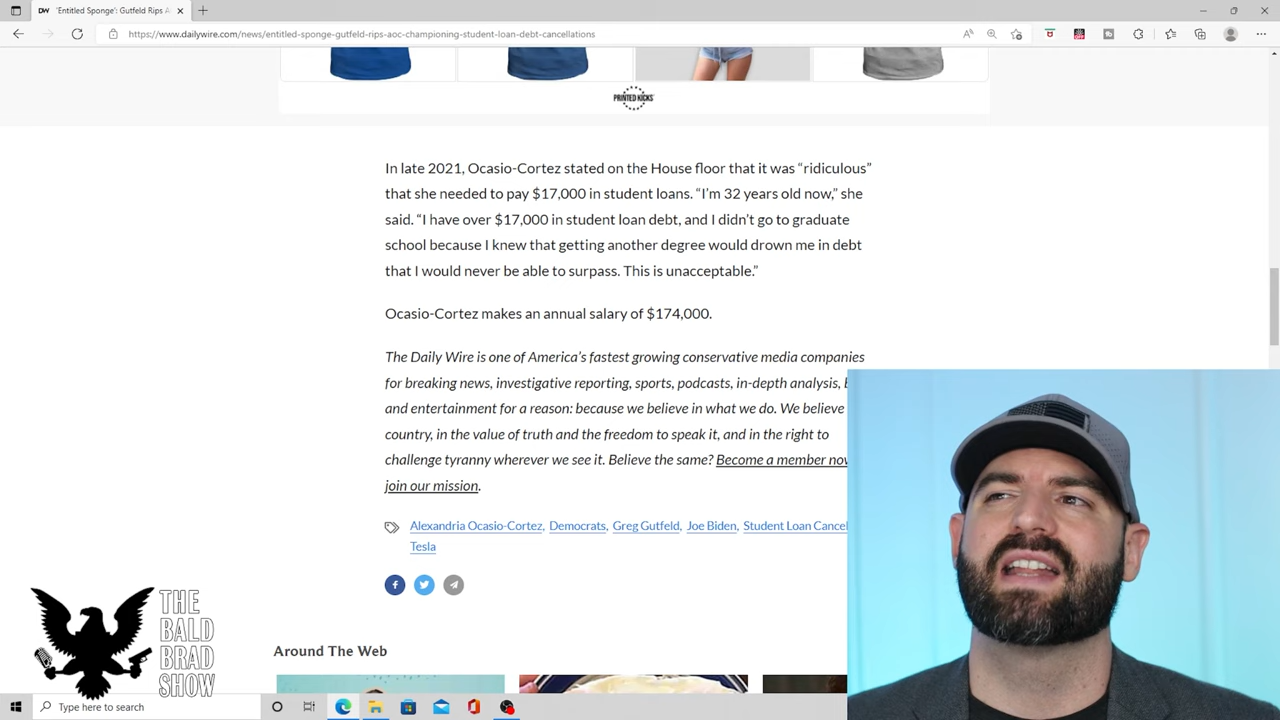 'Entitled Sponge': Gutfeld Rips A
https://www.dailywire.com/news/entitled-sponge-gutfeld-rips-aoc-championing-student-loan-debt-cancellations
PRINTED KICKS
In late 2021, Ocasio-Cortez stated on the House floor that it was “ridiculous”
that she needed to pay $17,000 in student loans. “I’m 32 years old now,” she
said. “I have over $17,000 in student loan debt, and I didn’t go to graduate
school because I knew that getting another degree would drown me in debt
that I would never be able to surpass. This is unacceptable.”
Ocasio-Cortez makes an annual salary of $174,000.
The Daily Wire is one of America’s fastest growing conservative media companies
for breaking news, investigative reporting, sports, podcasts, in-depth analysis,
and entertainment for a reason: because we believe in what we do. We believe
country, in the value of truth and the freedom to speak it, and in the right to
challenge tyranny wherever we see it. Believe the same? Become a member now
join our mission.
Alexandria Ocasio-Cortez, Democrats, Greg Gutfeld, Joe Biden, Student Loan Cancel
Tesla
THE
BALD
BRAD
SHOW
Around The Web
Type here to search